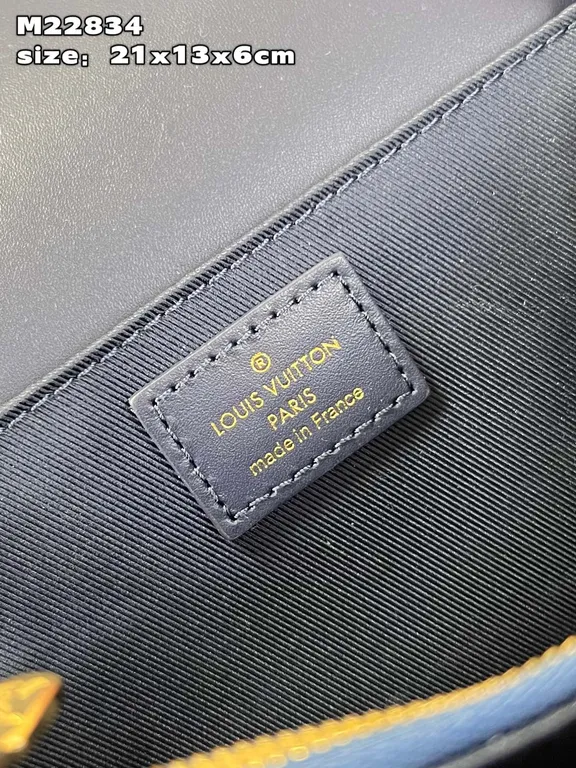 M22834
size：21x13x6cm
®
LOUIS VUITTON
PARIS
made in France